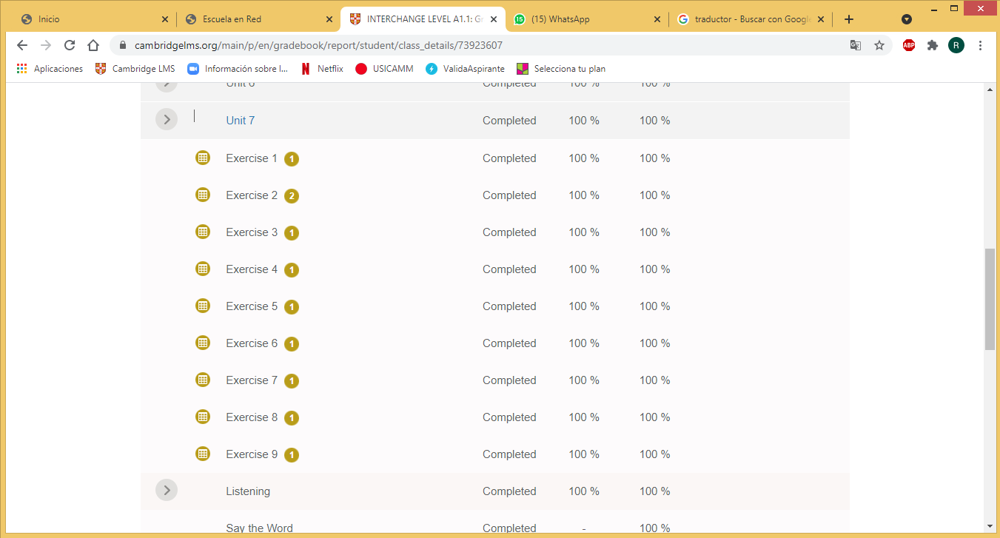 Inicio
Escuela en Red
INTERCHANGE LEVEL A1.1: Gr
15 (15) WhatsApp
traductor - Buscar con Google
cambridgelms.org/main/p/en/gradebook/report/student/class_details/73923607
ABP
R
Aplicaciones
Cambridge LMS
Información sobre l...
Netflix
USICAMM
ValidaAspirante
Selecciona tu plan
Unit 6 Completed 100 % 100 %
Unit 7 Completed 100 % 100 %
Exercise 1 1 Completed 100 % 100 %
Exercise 2 2 Completed 100 % 100 %
Exercise 3 1 Completed 100 % 100 %
Exercise 4 1 Completed 100 % 100 %
Exercise 5 1 Completed 100 % 100 %
Exercise 6 1 Completed 100 % 100 %
Exercise 7 1 Completed 100 % 100 %
Exercise 8 1 Completed 100 % 100 %
Exercise 9 1 Completed 100 % 100 %
Listening Completed 100 % 100 %
Say the Word Completed - 100 %